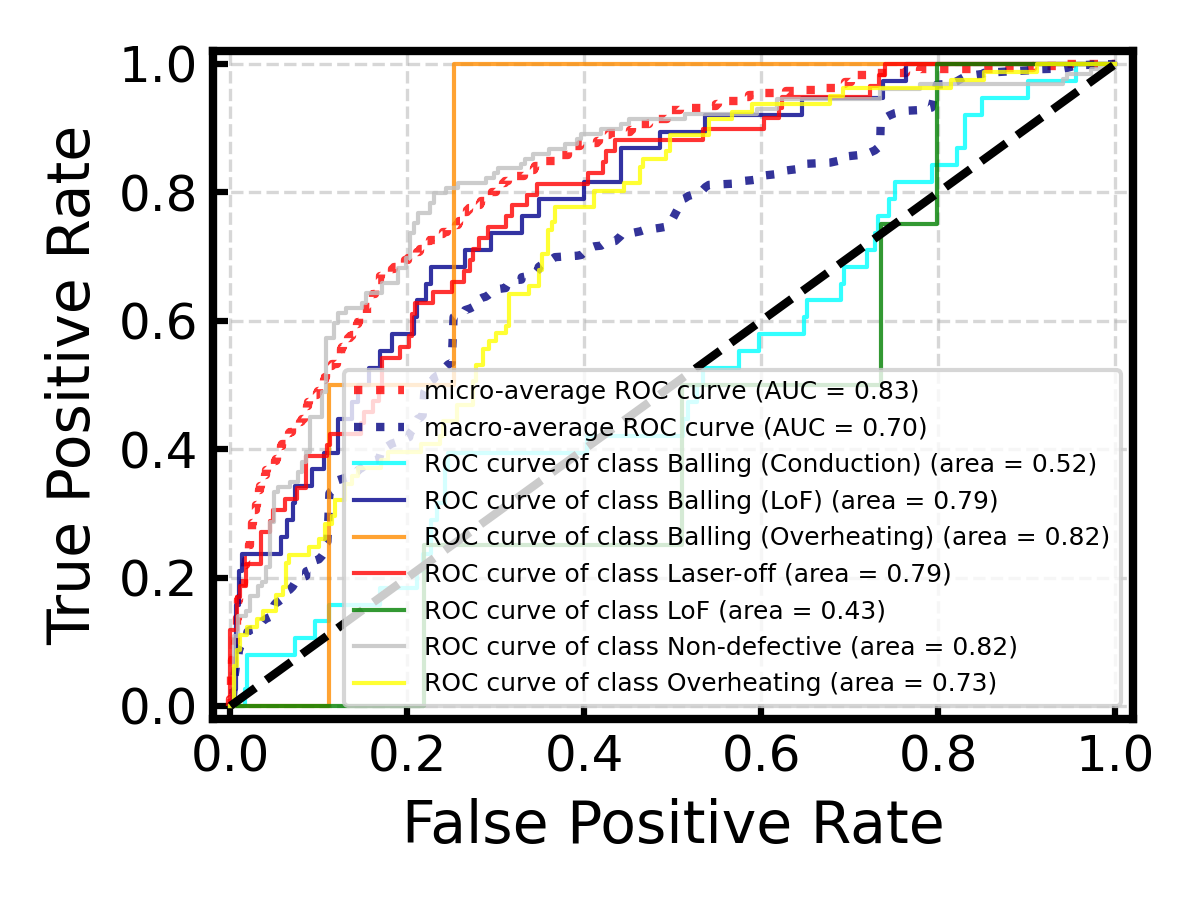 True Positive Rate
1.0
0.8
0.6
0.4
0.2
0.0
micro-average ROC curve (AUC = 0.83)
macro-average ROC curve (AUC = 0.70)
ROC curve of class Balling (Conduction) (area = 0.52)
ROC curve of class Balling (LoF) (area = 0.79)
ROC curve of class Balling (Overheating) (area = 0.82)
ROC curve of class Laser-off (area = 0.79)
ROC curve of class LoF (area = 0.43)
ROC curve of class Non-defective (area = 0.82)
ROC curve of class Overheating (area = 0.73)
0.0 0.2 0.4 0.6 0.8 1.0
False Positive Rate